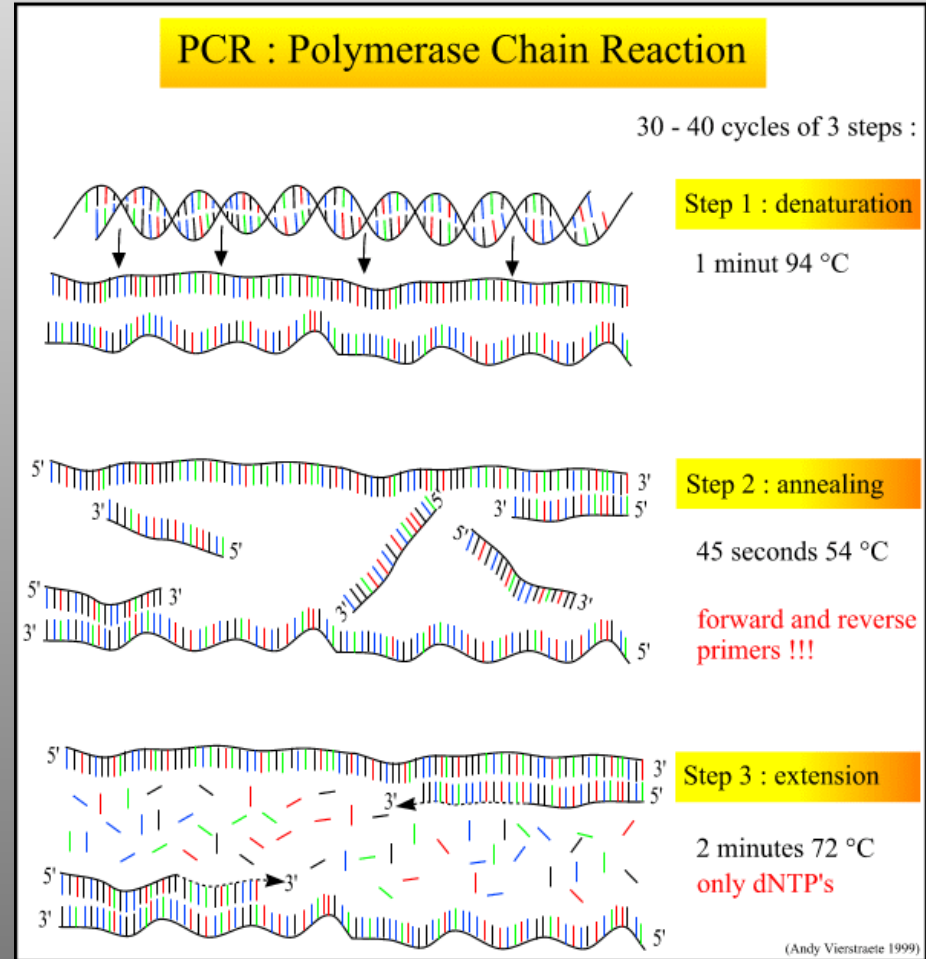 PCR : Polymerase Chain Reaction
30 - 40 cycles of 3 steps :
Step 1 : denaturation
1 minut 94 °C
5'
3'
Step 2 : annealing
3'
5'
5'
5'
45 seconds 54 °C
5'
5'
3'
3'
3'
3'
forward and reverse
primers !!!
5'
5'
3'
Step 3 : extension
3'
5'
2 minutes 72 °C
5'
3'
only dNTP's
3'
5'
(Andy Vierstraete 1999)